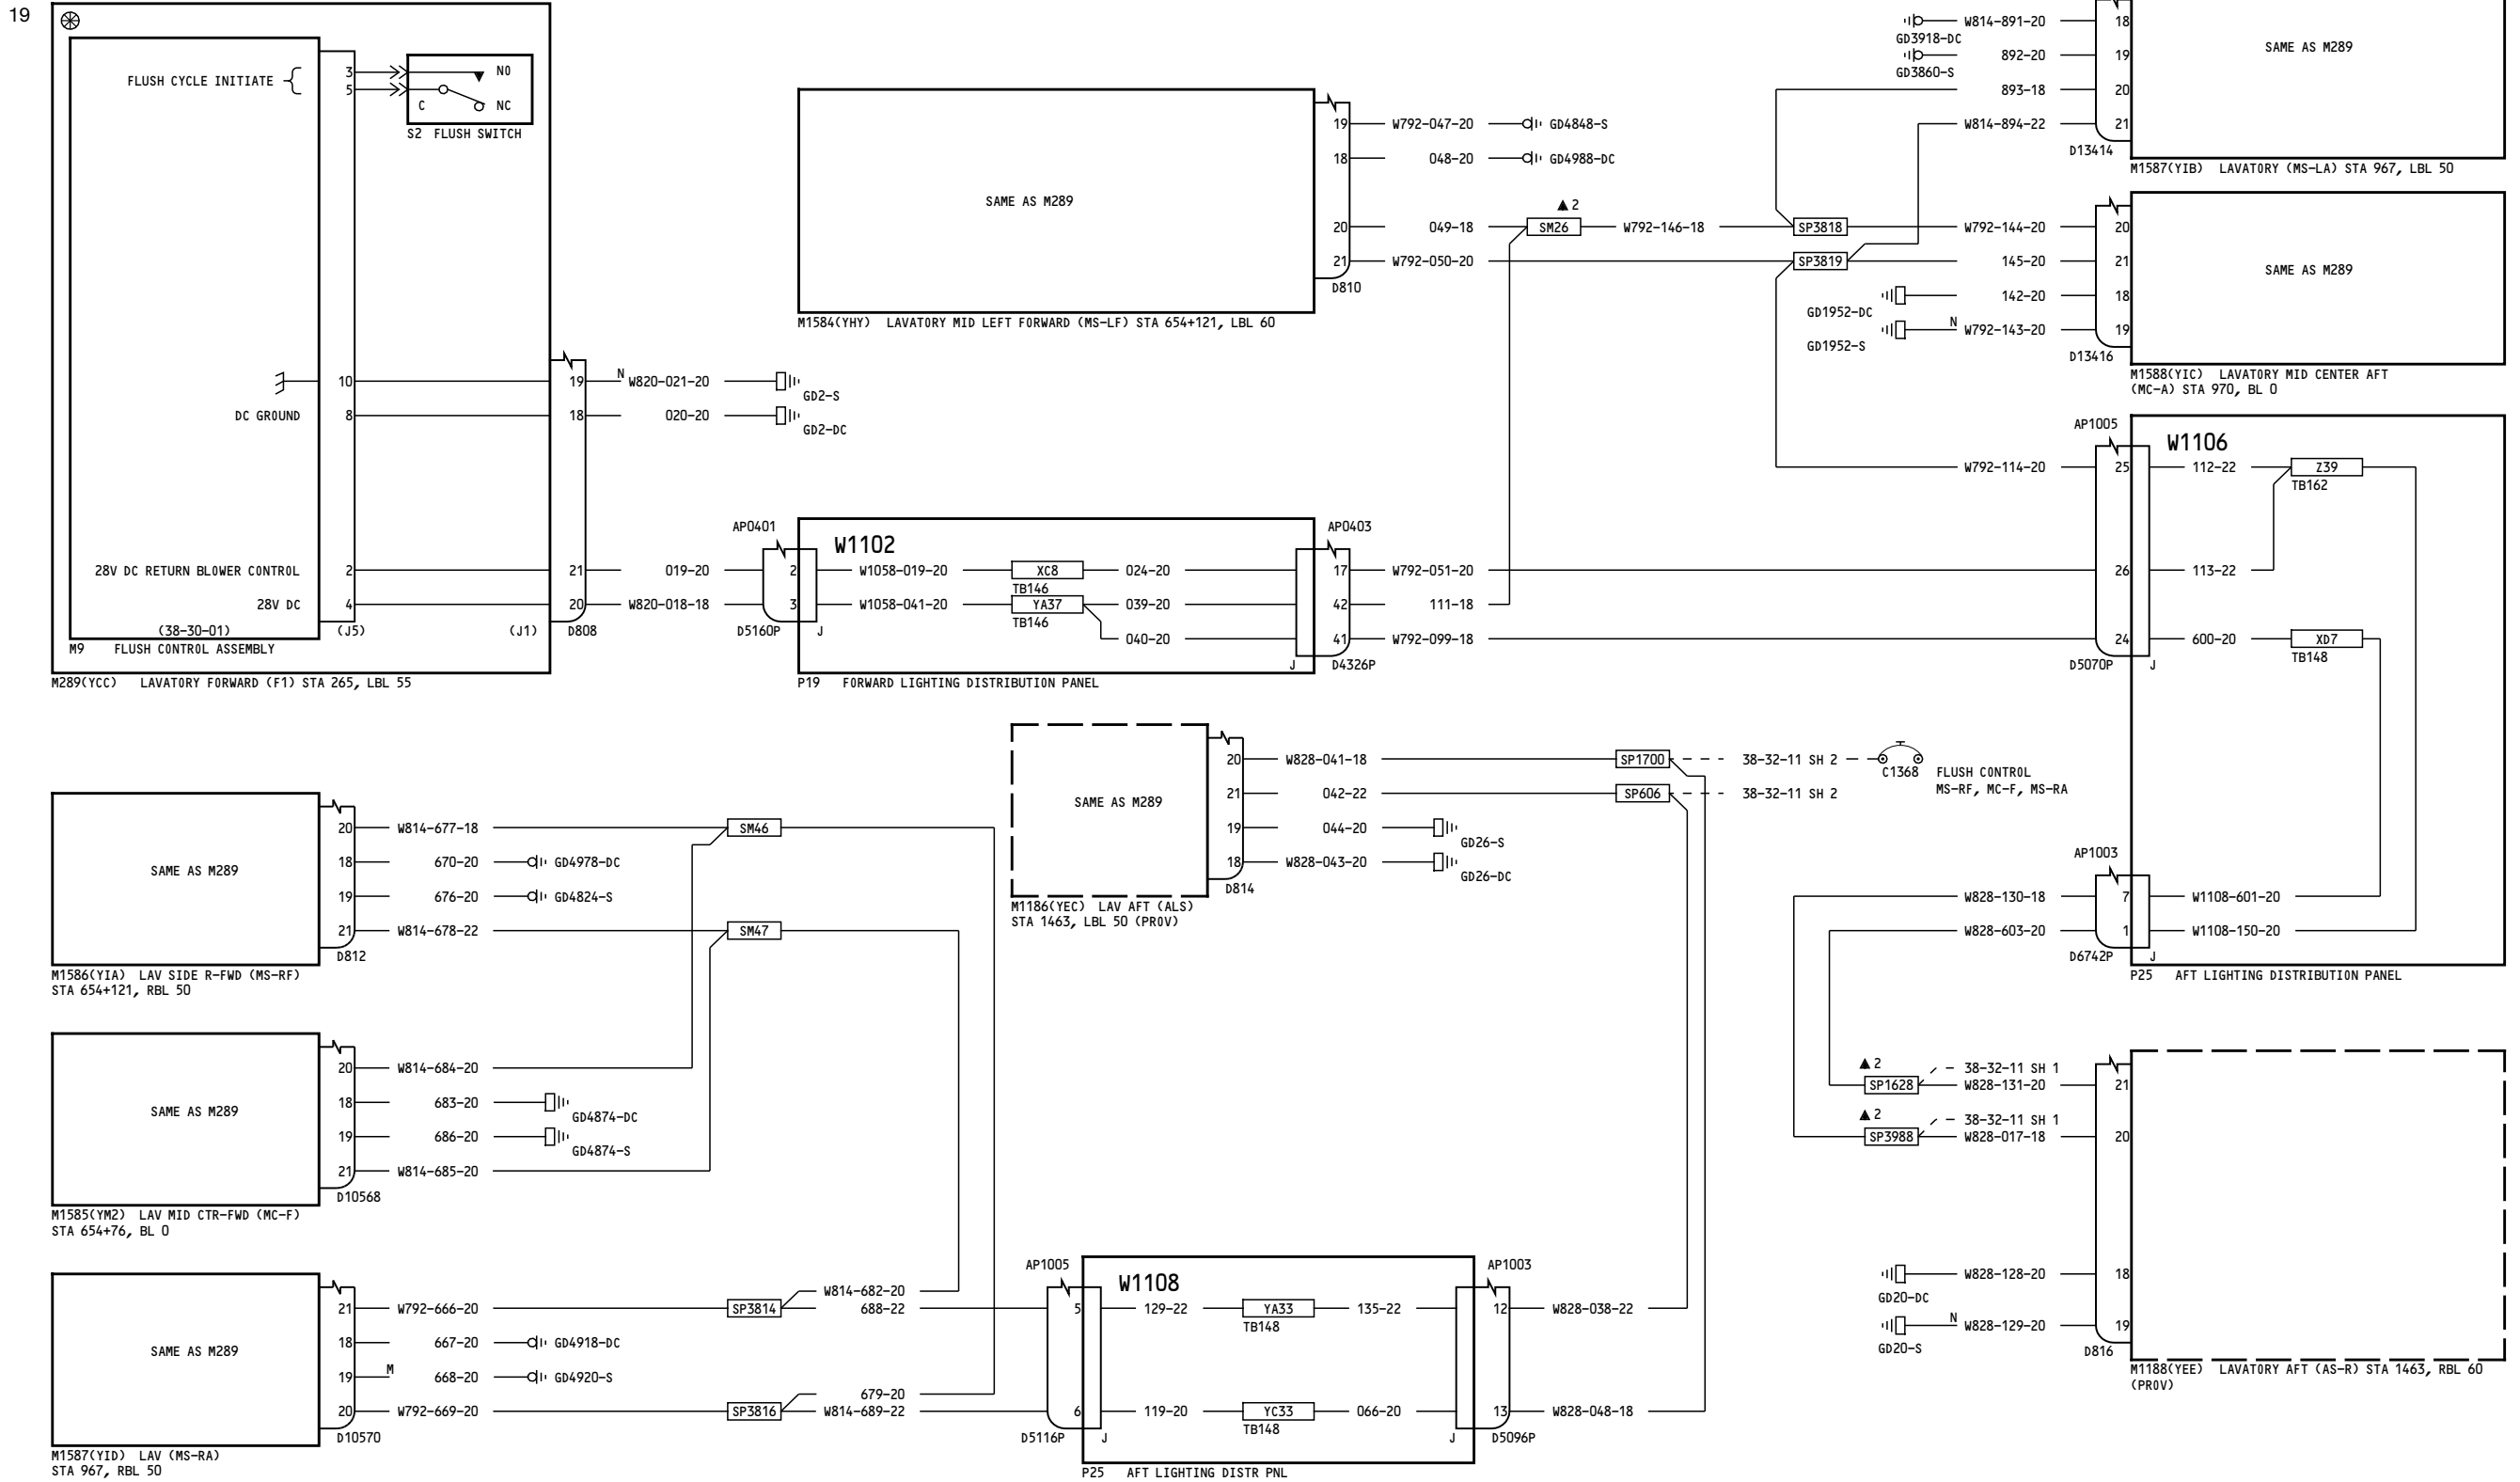 19
FLUSH CYCLE INITIATE
3
5
NO
C
NC
S2 FLUSH SWITCH
10
DC GROUND
8
28V DC RETURN BLOWER CONTROL
2
28V DC
4
(38-30-01)
(J5)
(J1)
M9 FLUSH CONTROL ASSEMBLY
M289(YCC) LAVATORY FORWARD (F1) STA 265, LBL 55
19
N
W820-021-20
GD2-S
18
020-20
GD2-DC
21
019-20
20
W820-018-18
D808
SAME AS M289
19
W792-047-20
GD4848-S
18
048-20
GD4988-DC
20
049-18
21
W792-050-20
D810
M1584(YHY) LAVATORY MID LEFT FORWARD (MS-LF) STA 654+121, LBL 60
▲ 2
SM26
W792-146-18
SP3818
SP3819
GD3918-DC
W814-891-20
18
GD3860-S
892-20
19
893-18
20
W814-894-22
21
D13414
SAME AS M289
M1587(YIB) LAVATORY (MS-LA) STA 967, LBL 50
W792-144-20
20
145-20
21
GD1952-DC
142-20
18
GD1952-S
N
W792-143-20
19
D13416
SAME AS M289
M1588(YIC) LAVATORY MID CENTER AFT
(MC-A) STA 970, BL 0
AP0401
W1102
AP0403
2
W1058-019-20
XC8
TB146
024-20
17
W792-051-20
3
W1058-041-20
YA37
TB146
039-20
42
111-18
040-20
41
W792-099-18
D5160P
J
J
D4326P
P19 FORWARD LIGHTING DISTRIBUTION PANEL
AP1005
W1106
W792-114-20
25
112-22
Z39
TB162
26
113-22
24
600-20
XD7
TB148
D5070P
J
AP1003
W828-130-18
7
W1108-601-20
W828-603-20
1
W1108-150-20
D6742P
J
P25 AFT LIGHTING DISTRIBUTION PANEL
SAME AS M289
20
W828-041-18
SP1700
38-32-11 SH 2
C1368
FLUSH CONTROL
MS-RF, MC-F, MS-RA
21
042-22
SP606
38-32-11 SH 2
19
044-20
GD26-S
18
W828-043-20
GD26-DC
D814
M1186(YEC) LAV AFT (ALS)
STA 1463, LBL 50 (PROV)
SAME AS M289
20
W814-677-18
SM46
18
670-20
GD4978-DC
19
676-20
GD4824-S
21
W814-678-22
SM47
D812
M1586(YIA) LAV SIDE R-FWD (MS-RF)
STA 654+121, RBL 50
SAME AS M289
20
W814-684-20
18
683-20
GD4874-DC
19
686-20
GD4874-S
21
W814-685-20
D10568
M1585(YM2) LAV MID CTR-FWD (MC-F)
STA 654+76, BL 0
SAME AS M289
21
W792-666-20
SP3814
W814-682-20
688-22
18
667-20
GD4918-DC
19
M
668-20
GD4920-S
20
W792-669-20
SP3816
679-20
W814-689-22
D10570
M1587(YID) LAV (MS-RA)
STA 967, RBL 50
AP1005
W1108
AP1003
5
129-22
YA33
TB148
135-22
12
W828-038-22
6
119-20
YC33
TB148
066-20
13
W828-048-18
D5116P
J
J
D5096P
P25 AFT LIGHTING DISTR PNL
▲ 2
38-32-11 SH 1
SP1628
W828-131-20
21
▲ 2
38-32-11 SH 1
SP3988
W828-017-18
20
GD20-DC
W828-128-20
18
GD20-S
N
W828-129-20
19
D816
M1188(YEE) LAVATORY AFT (AS-R) STA 1463, RBL 60
(PROV)